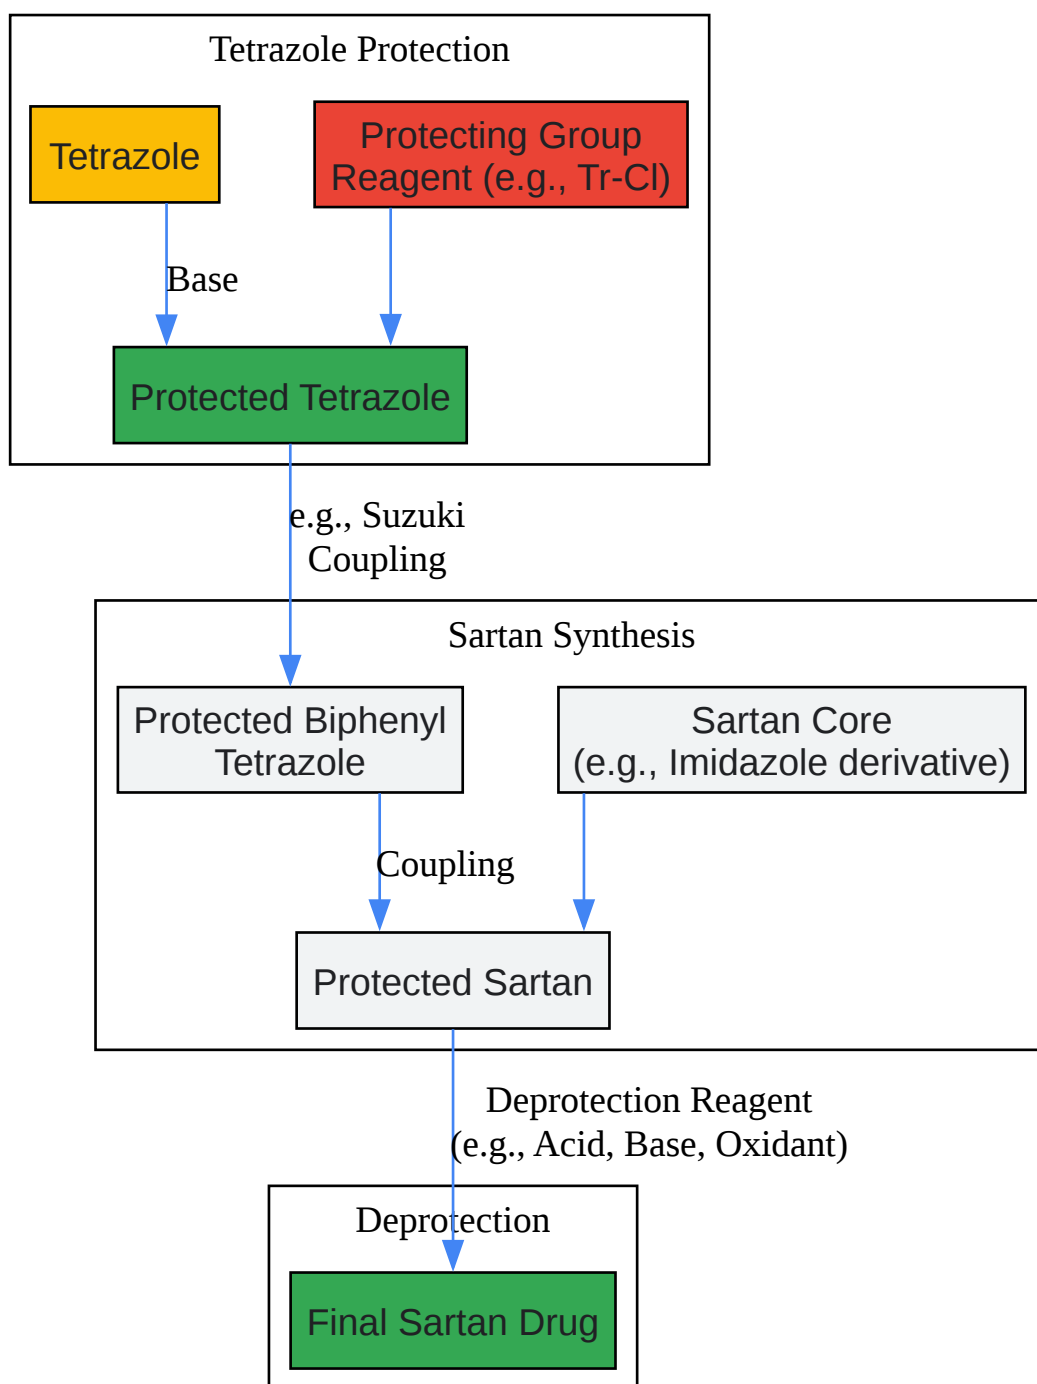 Tetrazole Protection
Tetrazole
Protecting Group
Reagent (e.g., Tr-Cl)
Base
Protected Tetrazole
e.g., Suzuki
Coupling
Sartan Synthesis
Protected Biphenyl
Tetrazole
Sartan Core
(e.g., Imidazole derivative)
Coupling
Protected Sartan
Deprotection Reagent
(e.g., Acid, Base, Oxidant)
Deprotection
Final Sartan Drug